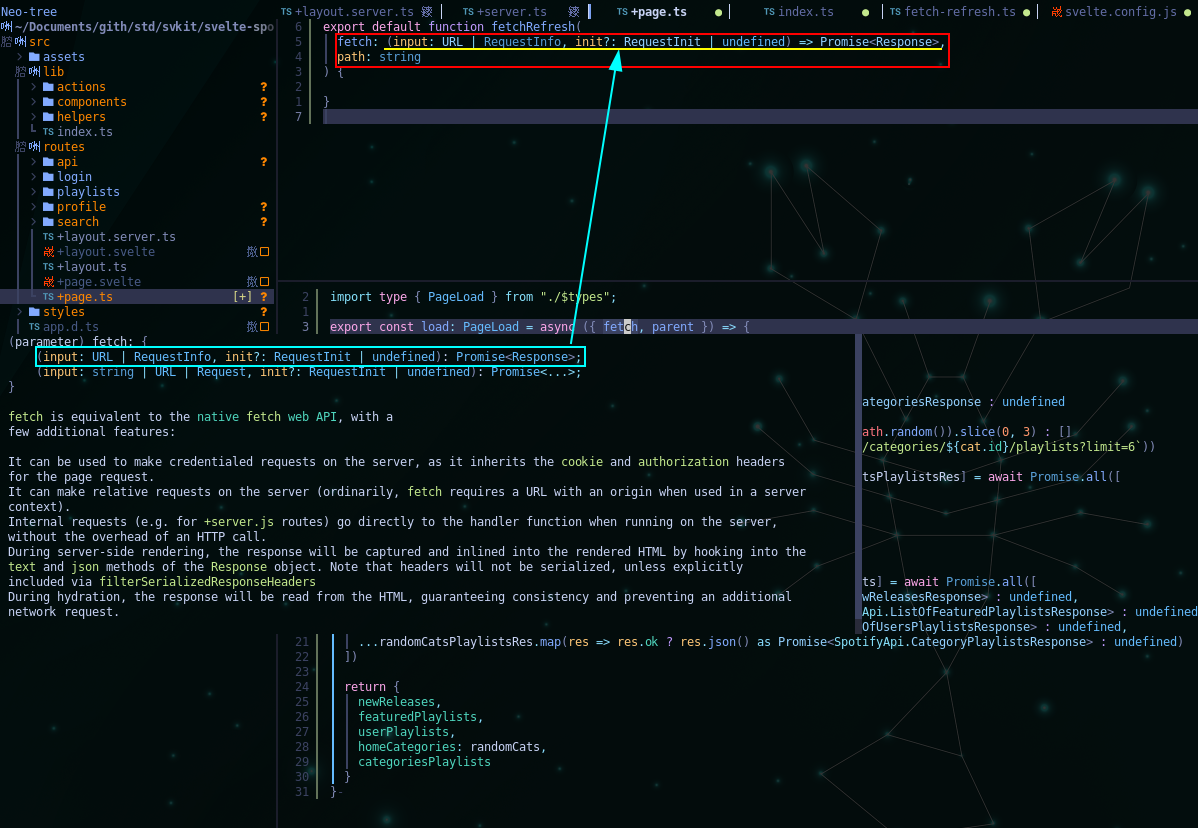 Neo-tree
~/Documents/gith/std/svkit/svelte-spo
src
assets
lib
actions ?
components ?
helpers ?
TS index.ts
routes
api ?
login
playlists
profile ?
search ?
TS +layout.server.ts
+layout.svelte
TS +layout.ts
+page.svelte
TS +page.ts [+] ?
styles ?
TS app.d.ts
TS +layout.server.ts
TS +server.ts
TS +page.ts ●
TS index.ts ●
TS fetch-refresh.ts ●
svelte.config.js ●
6 export default function fetchRefresh(
5 fetch: (input: URL | RequestInfo, init?: RequestInit | undefined) => Promise<Response>,
4 path: string
3 ) {
2
1 }
7
2 import type { PageLoad } from "./$types";
1
3 export const load: PageLoad = async ({ fetch, parent }) => {
(parameter) fetch: {
(input: URL | RequestInfo, init?: RequestInit | undefined): Promise<Response>;
(input: string | URL | Request, init?: RequestInit | undefined): Promise<...>;
}
fetch is equivalent to the native fetch web API, with a
few additional features:
It can be used to make credentialed requests on the server, as it inherits the cookie and authorization headers
for the page request.
It can make relative requests on the server (ordinarily, fetch requires a URL with an origin when used in a server
context).
Internal requests (e.g. for +server.js routes) go directly to the handler function when running on the server,
without the overhead of an HTTP call.
During server-side rendering, the response will be captured and inlined into the rendered HTML by hooking into the
text and json methods of the Response object. Note that headers will not be serialized, unless explicitly
included via filterSerializedResponseHeaders
During hydration, the response will be read from the HTML, guaranteeing consistency and preventing an additional
network request.
ategoriesResponse : undefined
ath.random()).slice(0, 3) : []
/categories/${cat.id}/playlists?limit=6`))
tsPlaylistsRes] = await Promise.all([
ts] = await Promise.all([
wReleasesResponse> : undefined,
Api.ListOfFeaturedPlaylistsResponse> : undefined
OfUsersPlaylistsResponse> : undefined,
21 ...randomCatsPlaylistsRes.map(res => res.ok ? res.json() as Promise<SpotifyApi.CategoryPlaylistsResponse> : undefined)
22 ])
23
24 return {
25 newReleases,
26 featuredPlaylists,
27 userPlaylists,
28 homeCategories: randomCats,
29 categoriesPlaylists
30 }
31 }-